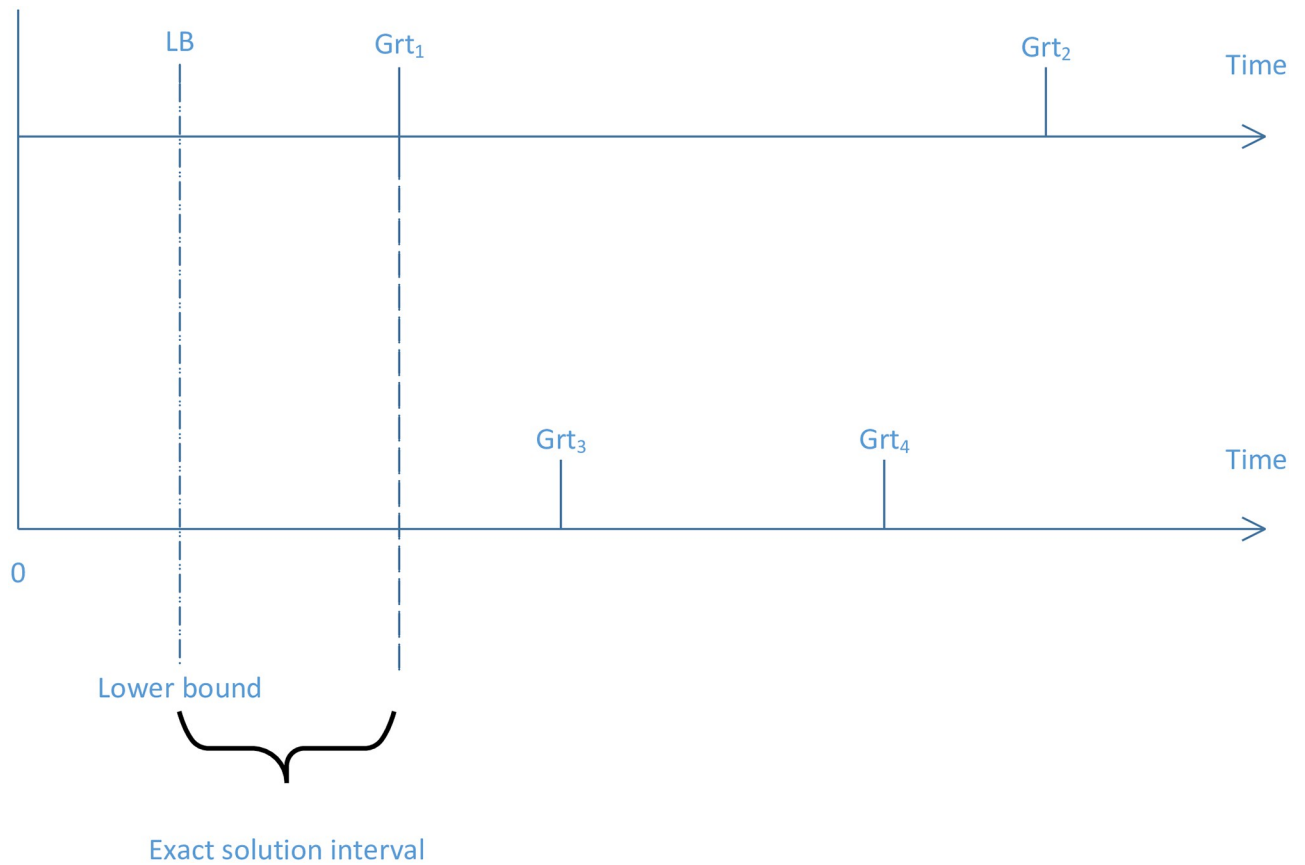 LB
Grt₁
Grt₂
Time
Grt₃
Grt₄
Time
0
Lower bound
Exact solution interval